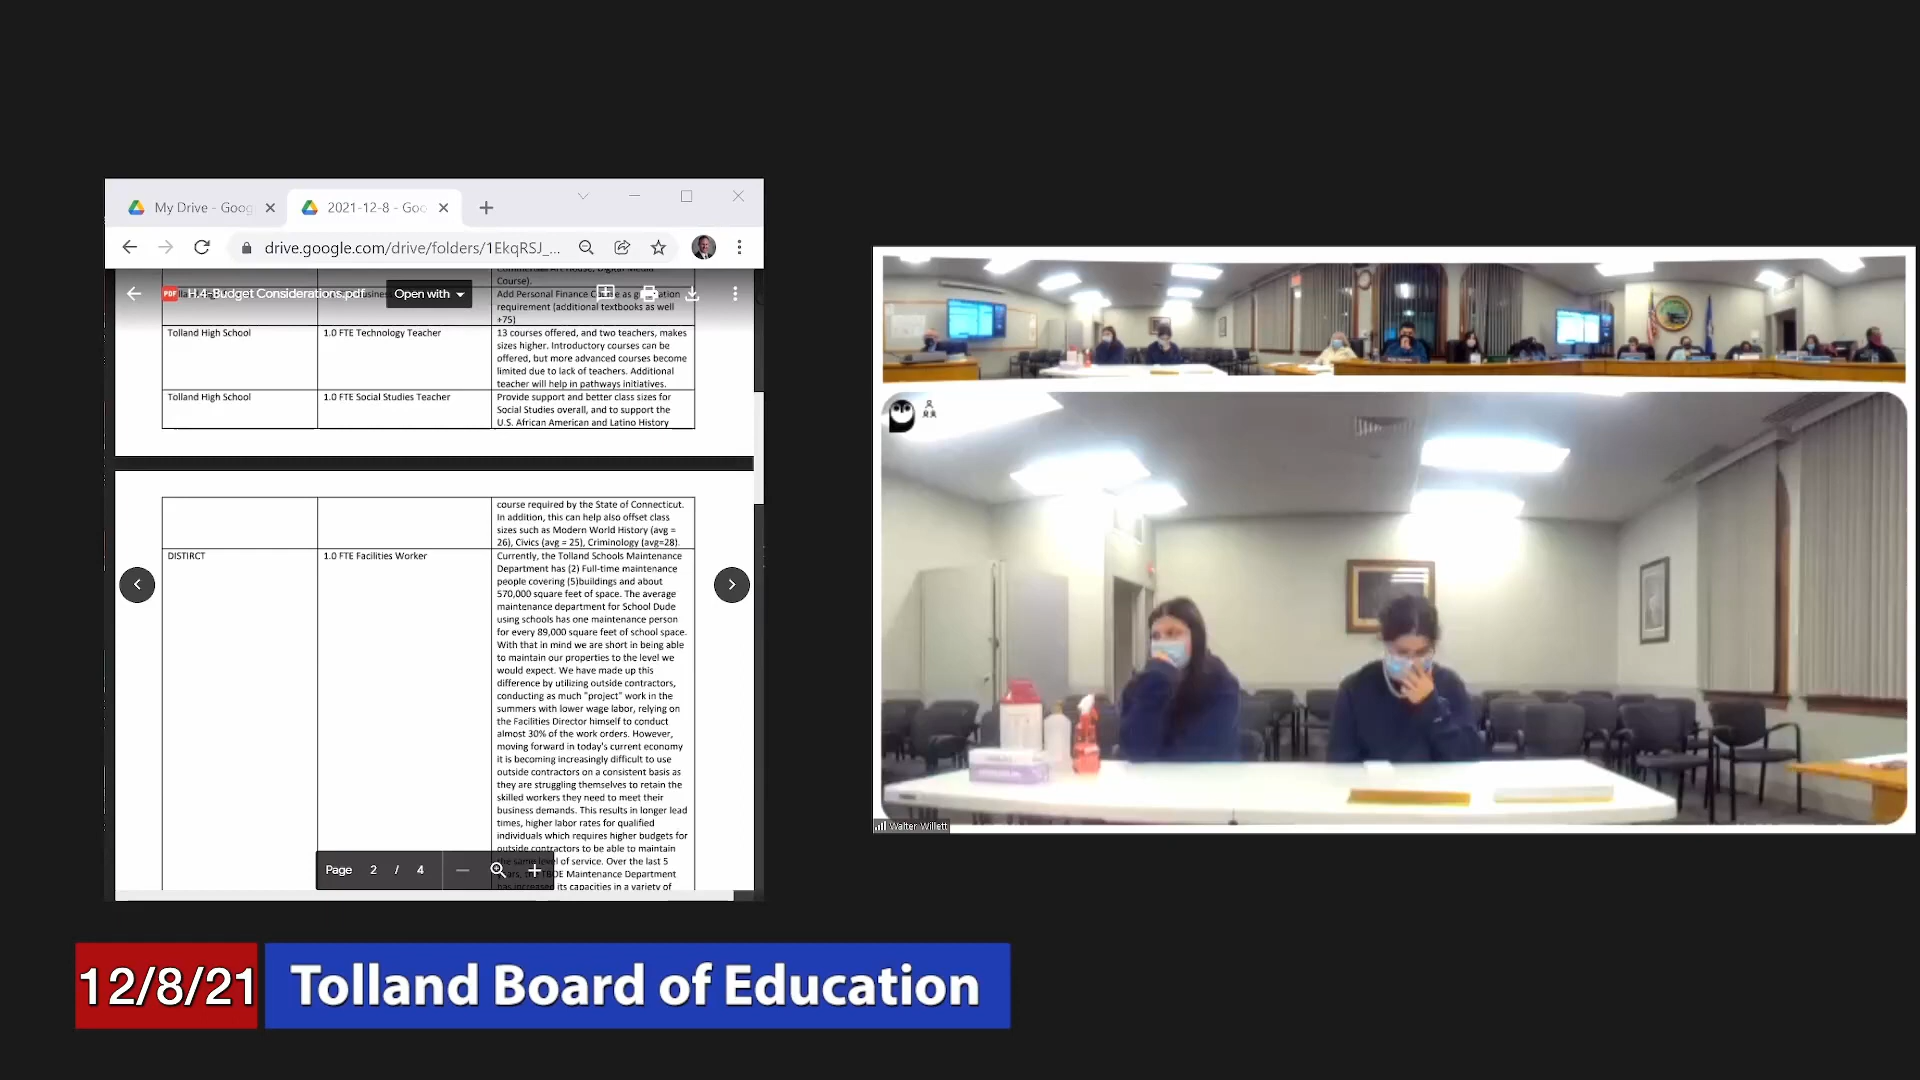 My Drive - Goog
2021-12-8 - Goo
drive.google.com/drive/folders/1EkqRSJ_...
Course).
PDF H.4-Budget Considerations.pdf
Open with
Add Personal Finance as requirement (additional textbooks as well
+75)
Tolland High School
1.0 FTE Technology Teacher
13 courses offered, and two teachers, makes
sizes higher. Introductory courses can be
offered, but more advanced courses become
limited due to lack of teachers. Additional
teacher will help in pathways initiatives.
Tolland High School
1.0 FTE Social Studies Teacher
Provide support and better class sizes for
Social Studies overall, and to support the
U.S. African American and Latino History
course required by the State of Connecticut.
In addition, this can help also offset class
sizes such as Modern World History (avg =
26), Civics (avg = 25), Criminology (avg=28).
DISTIRCT
1.0 FTE Facilities Worker
Currently, the Tolland Schools Maintenance
Department has (2) Full-time maintenance
people covering (5)buildings and about
570,000 square feet of space. The average
maintenance department for School Dude
using schools has one maintenance person
for every 89,000 square feet of school space.
With that in mind we are short in being able
to maintain our properties to the level we
would expect. We have made up this
difference by utilizing outside contractors,
conducting as much "project" work in the
summers with lower wage labor, relying on
the Facilities Director himself to conduct
almost 30% of the work orders. However,
moving forward in today's current economy
it is becoming increasingly difficult to use
outside contractors on a consistent basis as
they are struggling themselves to retain the
skilled workers they need to meet their
business demands. This results in longer lead
times, higher labor rates for qualified
individuals which requires higher budgets for
outside contractors to be able to maintain
the same level of service. Over the last 5
Maintenance Department
has increased its capacities in a variety of
Page 2 / 4
Walter Willett
12/8/21
Tolland Board of Education